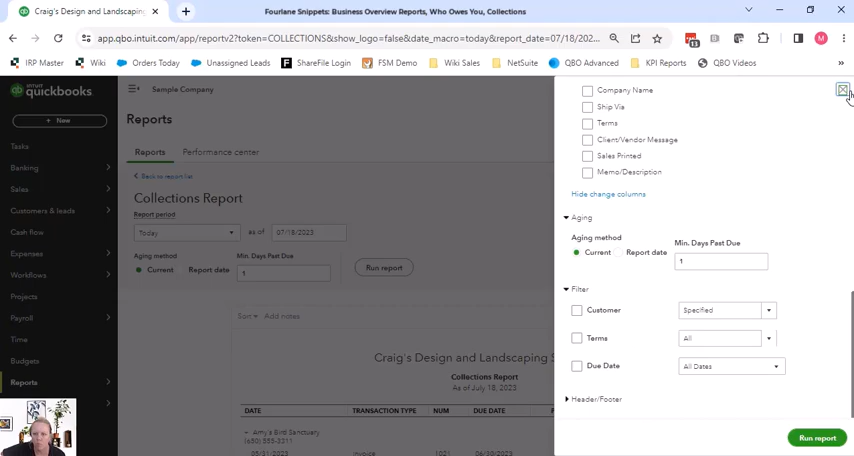 Craig's Design and Landscaping
Fourlane Snippets: Business Overview Reports, Who Owes You, Collections
app.qbo.intuit.com/app/reportv2?token=COLLECTIONS&show_logo=false&date_macro=today&report_date=07/18/202...
13
M
IRP Master
Wiki
Orders Today
Unassigned Leads
ShareFile Login
FSM Demo
Wiki Sales
NetSuite
Adoption
KPI Reports
QBO Videos
»
intuit
quickbooks
Sample Company
+ New
Reports
Tasks
Banking
Sales
Customers & leads
Cash flow
Expenses
Workflows
Projects
Payroll
Time
Budgets
Reports
Reports
Performance center
Back to report list
Collections Report
Report period
Today
as of
07/18/2023
Aging method
Current
Report date
Min. Days Past Due
1
Run report
Sort
Add notes
Craig's Design and Landscaping S
Collections Report
As of July 18, 2023
DATE
TRANSACTION TYPE
NUM
DUE DATE
Amy's Bird Sanctuary
(650) 555-3311
05/31/2023
Invoice
1021
06/30/2023
Company Name
Ship Via
Terms
Client/Vendor Message
Sales Printed
Memo/Description
Hide change columns
Aging
Aging method
Current
Report date
Min. Days Past Due
1
Filter
Customer
Specified
Terms
All
Due Date
All Dates
Header/Footer
Run report